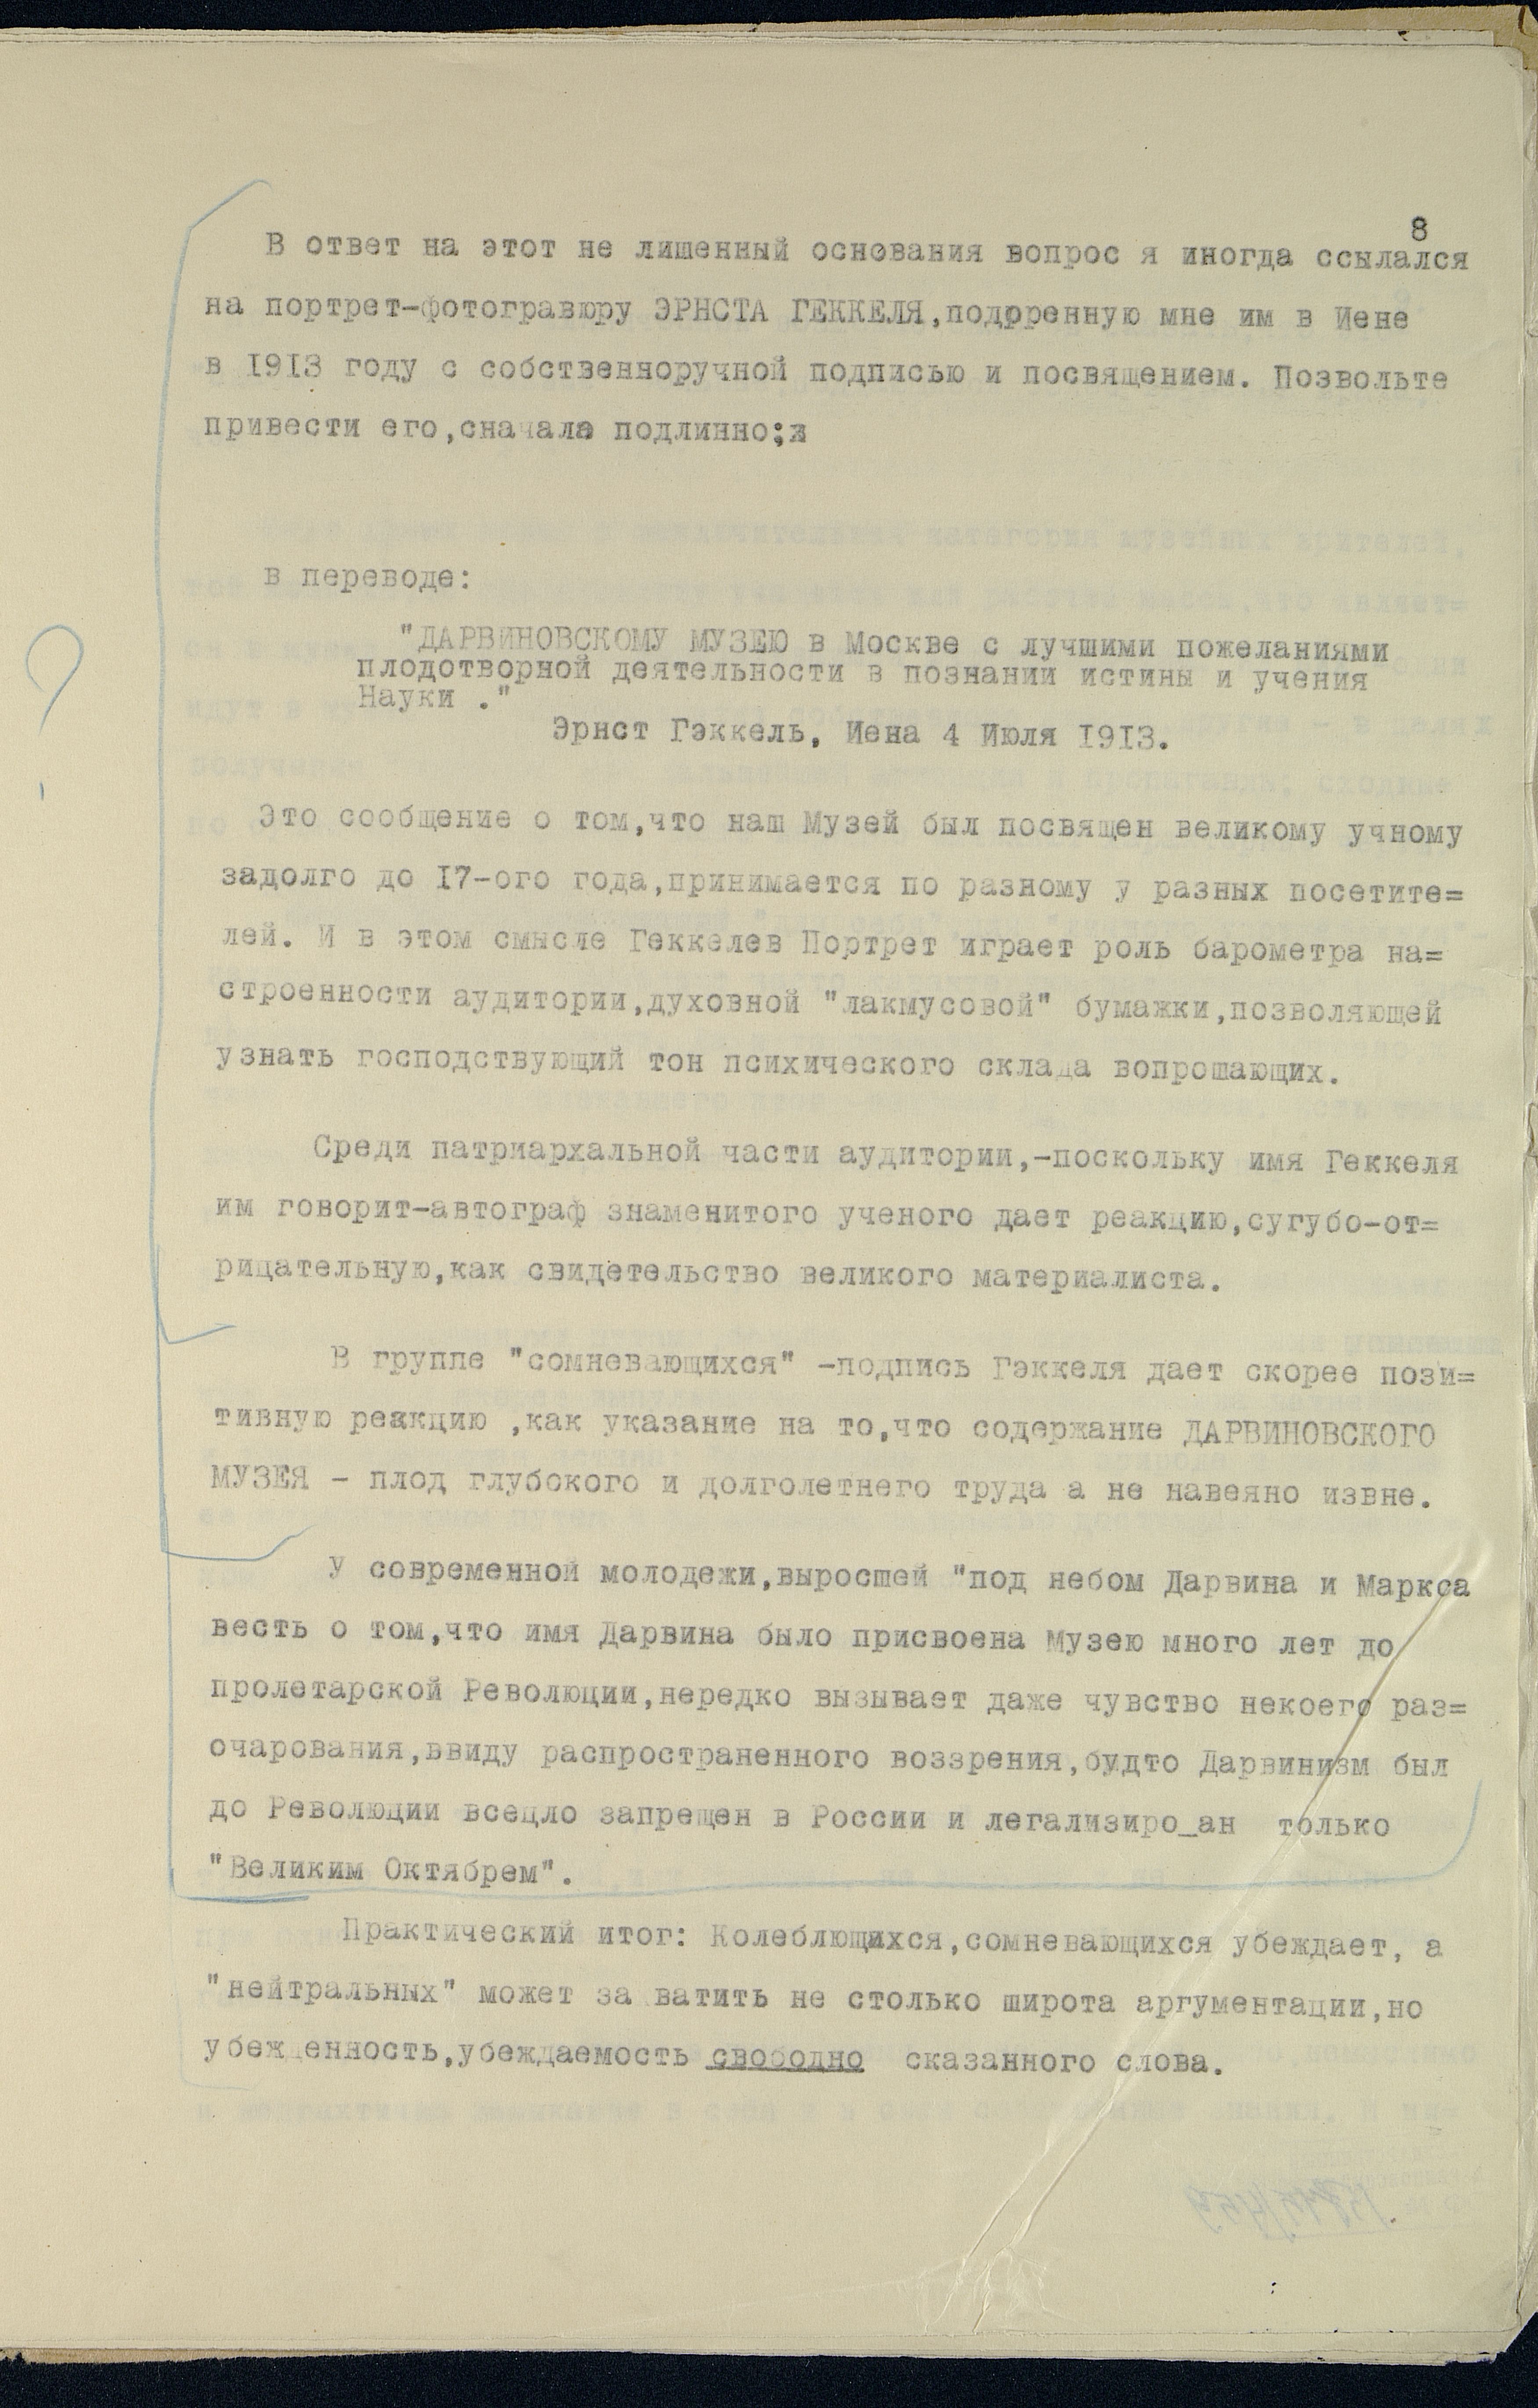 8
В ответ на этот не лишенный основания вопрос я иногда ссылался
на портрет-фотогравюру ЭРНСТА ГЕККЕЛЯ,подоренную мне им в Иене
в 1913 году с собственноручной подписью и посвящением. Позвольте
привести его,сначала подлинно:и
в переводе:
"ДАРВИНОВСКОМУ МУЗЕЮ в Москве с лучшими пожеланиями
плодотворной деятельности в познании истины и учения
Науки ."
Эрнст Гэккель, Иена 4 Июля 1913.
Это сообщение о том,что наш Музей был посвящен великому учному
задолго до 17-ого года,принимается по разному у разных посетите=
лей. И в этом смысле Геккелев Портрет играет роль барометра на=
строенности аудитории,духовной "лакмусовой" бумажки,позволяющей
узнать господствующий тон психического склада вопрошающих.
Среди патриархальной части аудитории,-поскольку имя Геккеля
им говорит-автограф знаменитого ученого дает реакцию,сугубо-от=
рицательную,как свидетельство великого материалиста.
В группе "сомневающихся" -подпись Гэккеля дает скорее пози=
тивную реакцию ,как указание на то,что содержание ДАРВИНОВСКОГО
МУЗЕЯ - плод глубокого и долголетнего труда а не навеяно извне.
У современной молодежи,выросшей "под небом Дарвина и Маркса
весть о том,что имя Дарвина было присвоена Музею много лет до
пролетарской Революции,нередко вызывает даже чувство некоего раз=
очарования,ввиду распространенного воззрения,будто Дарвинизм был
до Революции всецло запрещен в России и легализиро_ан только
"Великим Октябрем".
Практический итог: Колеблющихся,сомневающихся убеждает, а
"нейтральных" может за ватить не столько широта аргументации,но
убежденность,убеждаемость свободно сказанного слова.